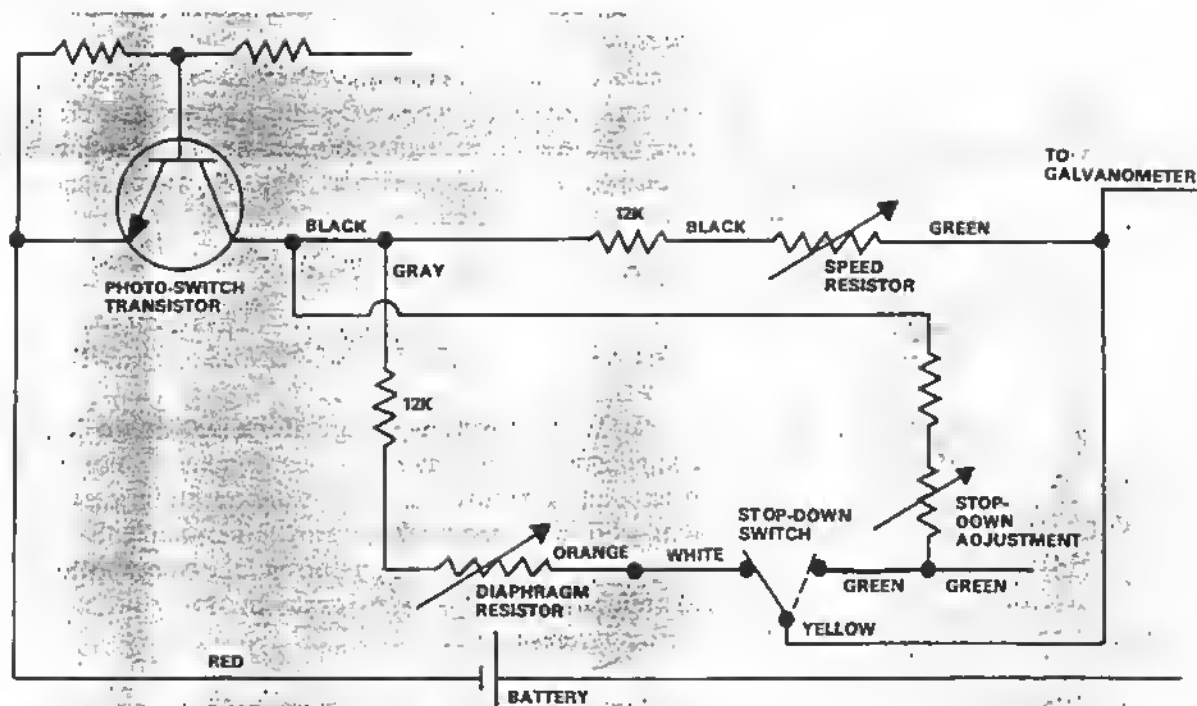 TO
GALVANOMETER
12K
BLACK
BLACK
GREEN
GRAY
SPEED
RESISTOR
PHOTO-SWITCH
TRANSISTOR
12K
STOP-DOWN
SWITCH
STOP-
DOWN
ADJUSTMENT
ORANGE
WHITE
GREEN
GREEN
DIAPHRAGM
RESISTOR
YELLOW
RED
BATTERY